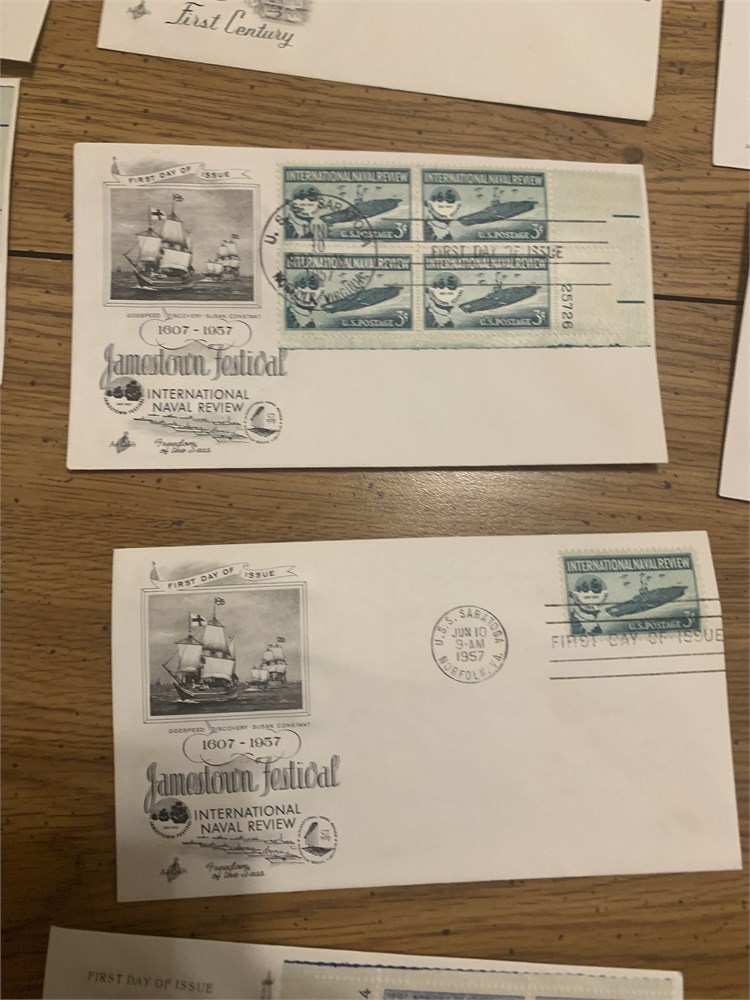 First Century
FIRST DAY OF ISSUE
GODSPEED DISCOVERY SUSAN CONSTANT
1607-1957
Jamestown Festival
INTERNATIONAL
NAVAL REVIEW
Freedom
of the Seas
INTERNATIONAL NAVAL REVIEW
U.S. POSTAGE 3¢
INTERNATIONAL NAVAL REVIEW
U.S. POSTAGE 3¢
INTERNATIONAL NAVAL REVIEW
U.S. POSTAGE 3¢
INTERNATIONAL NAVAL REVIEW
U.S. POSTAGE 3¢
FIRST DAY OF ISSUE
25726
FIRST DAY OF ISSUE
GODSPEED DISCOVERY SUSAN CONSTANT
1607-1957
Jamestown Festival
INTERNATIONAL
NAVAL REVIEW
Freedom
of the Seas
U.S.S. SARATOGA
JUN 10
9-AM
1957
NORFOLK, VA.
INTERNATIONAL NAVAL REVIEW
U.S. POSTAGE 3¢
FIRST DAY OF ISSUE
FIRST DAY OF ISSUE